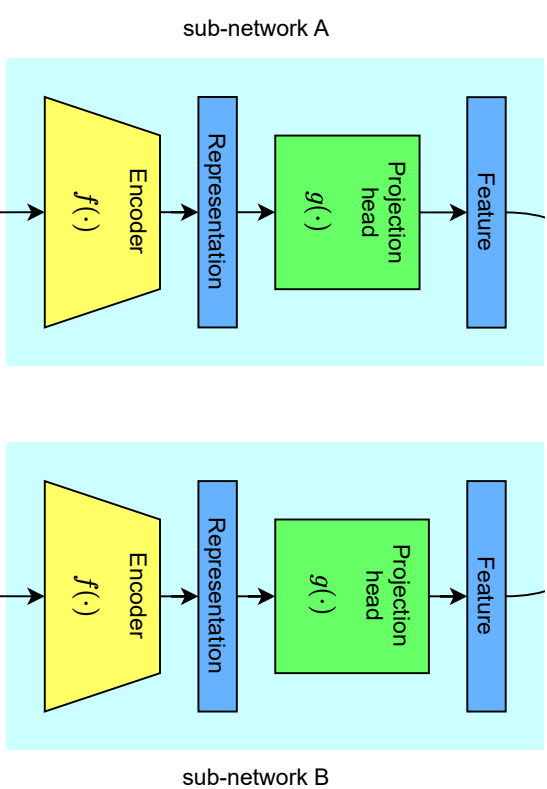 sub-network A
Encoder
f(·)
Representation
Projection
head
g(·)
Feature
Encoder
f(·)
Representation
Projection
head
g(·)
Feature
sub-network B